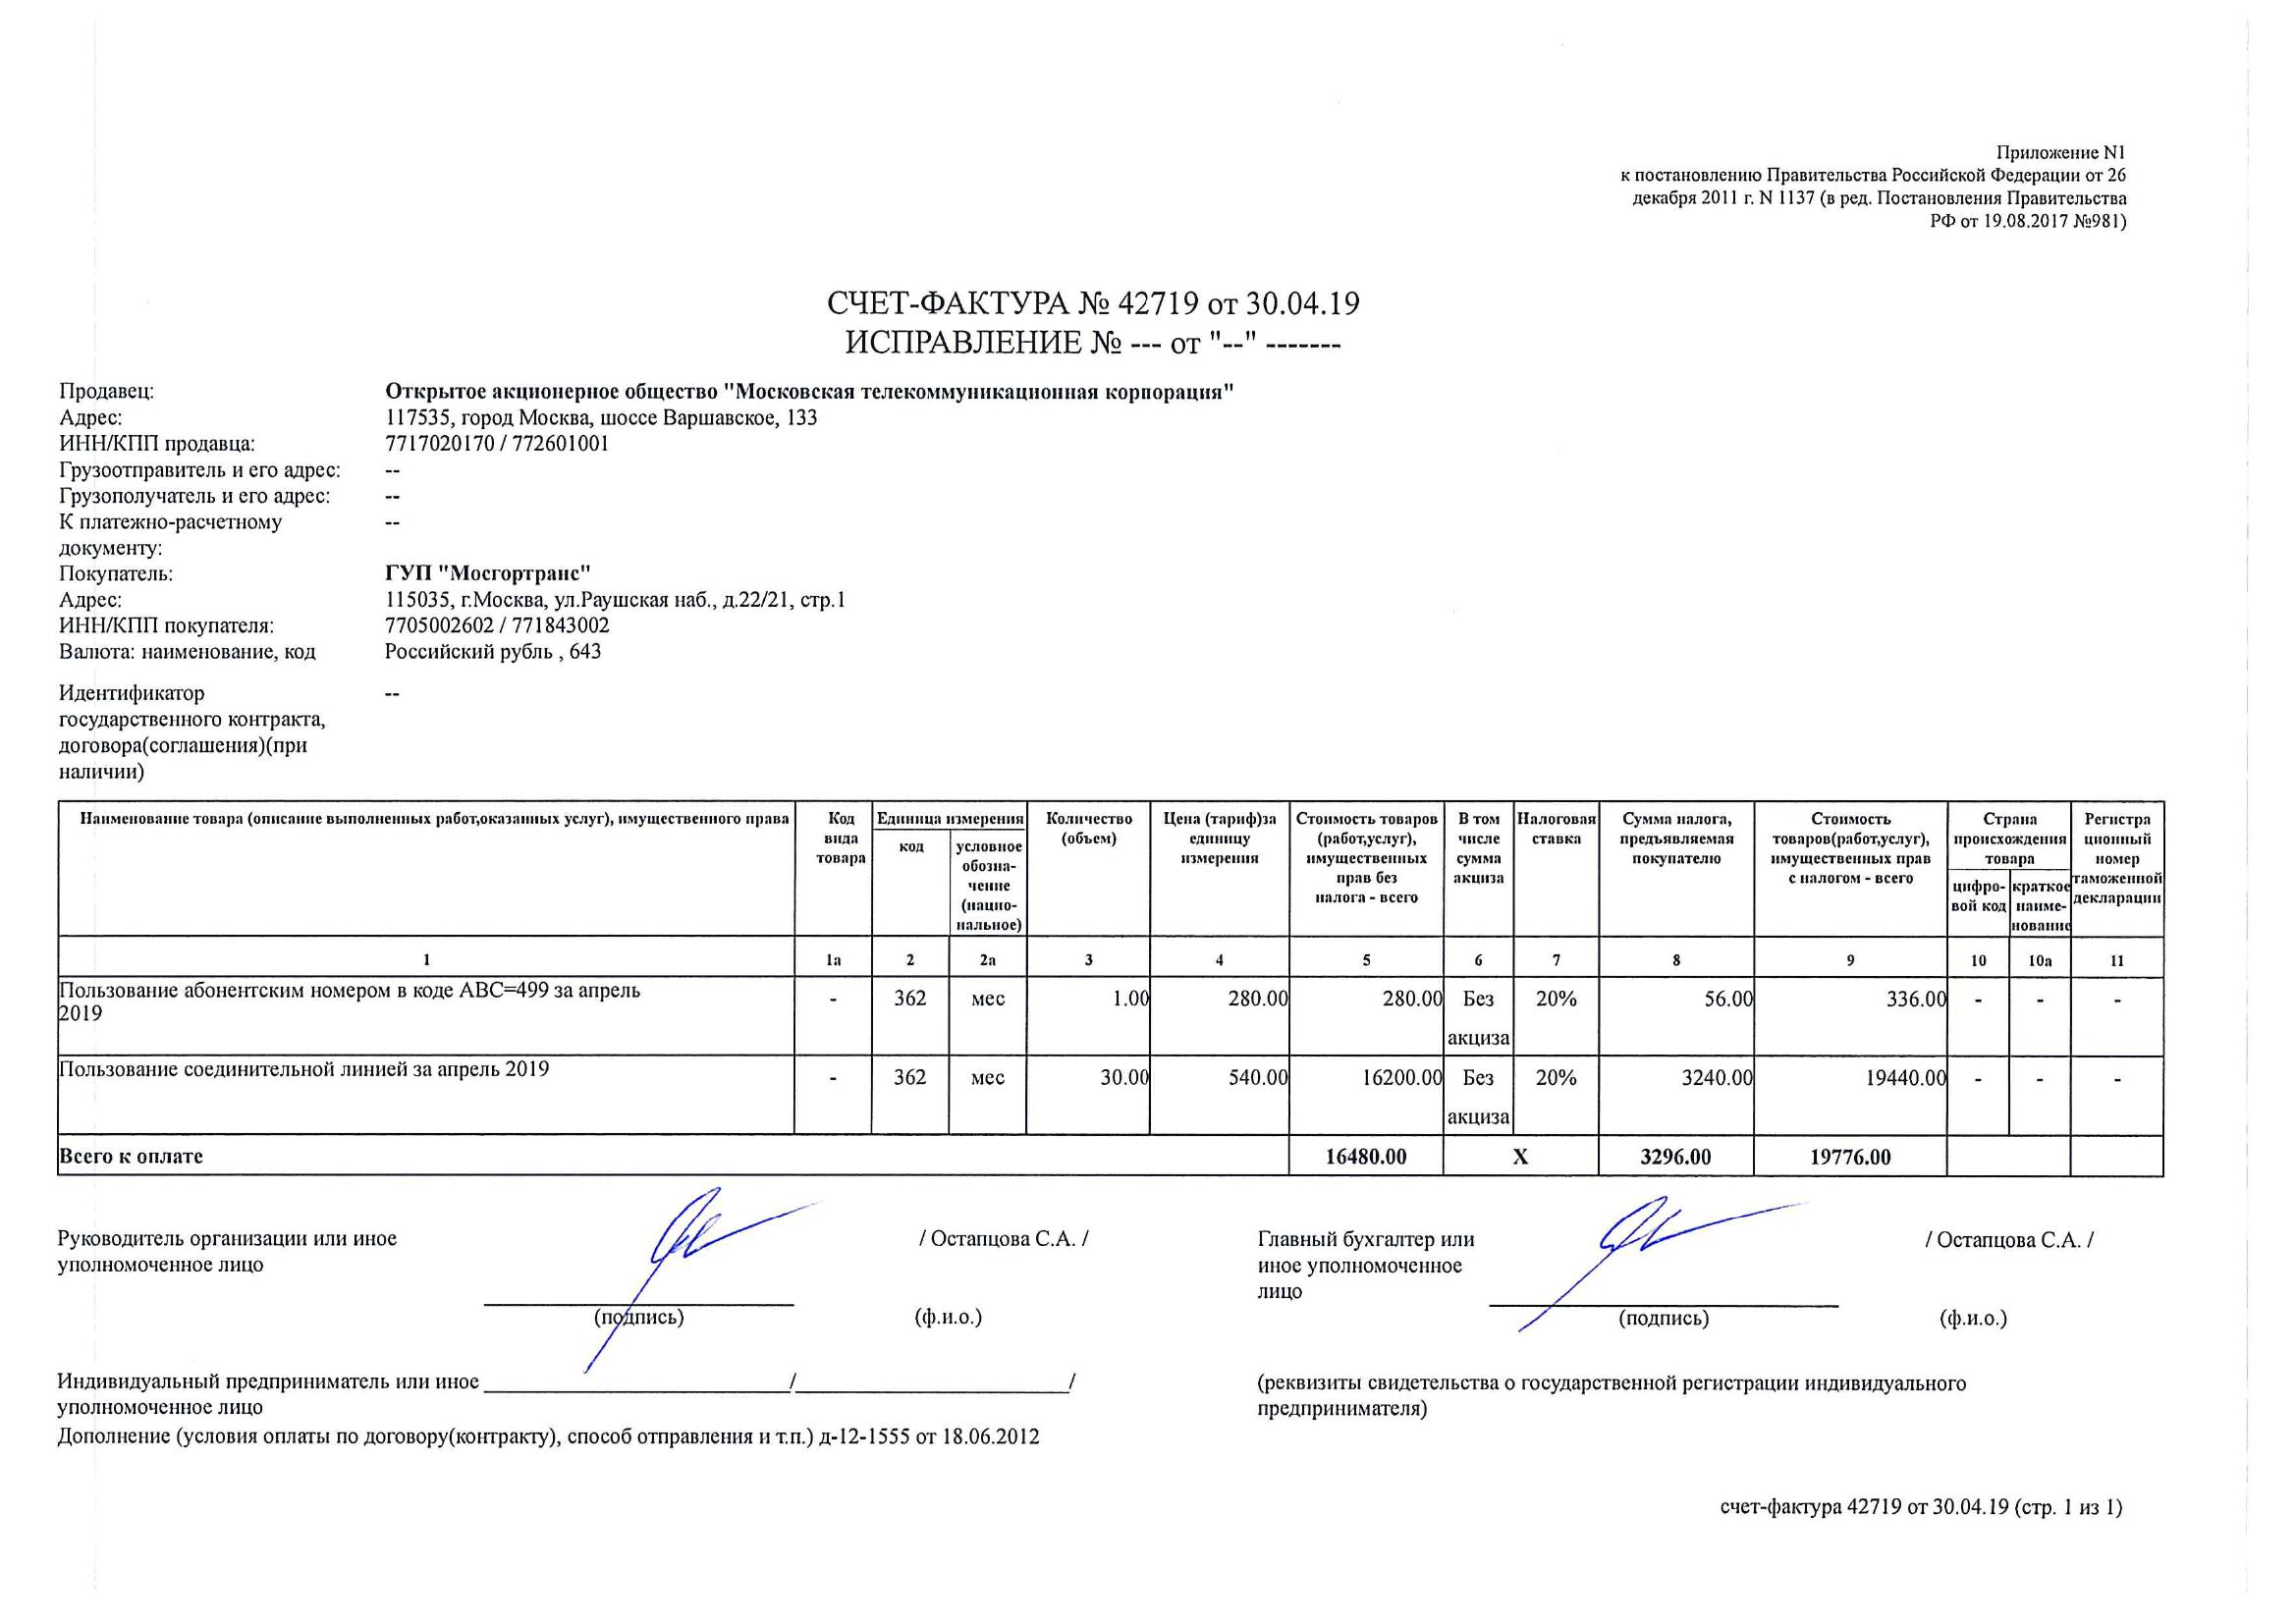 Приложение N1
к постановлению Правительства Российской Федерации от 26
декабря 2011 г. N 1137 (в ред. Постановления Правительства
РФ от 19.08.2017 №981)
СЧЕТ-ФАКТУРА № 42719 от 30.04.19
ИСПРАВЛЕНИЕ № --- от "--" -------
Продавец: Открытое акционерное общество "Московская телекоммуникационная корпорация"
Адрес: 117535, город Москва, шоссе Варшавское, 133
ИНН/КПП продавца: 7717020170 / 772601001
Грузоотправитель и его адрес: --
Грузополучатель и его адрес: --
К платежно-расчетному --
документу:
Покупатель: ГУП "Мосгортранс"
Адрес: 115035, г.Москва, ул.Раушская наб., д.22/21, стр.1
ИНН/КПП покупателя: 7705002602 / 771843002
Валюта: наименование, код Российский рубль , 643
Идентификатор --
государственного контракта,
договора(соглашения)(при
наличии)
Наименование товара (описание выполненных работ,оказанных услуг), имущественного права
Код
вида
товара
Единица измерения
код
условное
обозна-
чение
(нацио-
нальное)
Количество
(объем)
Цена (тариф)за
единицу
измерения
Стоимость товаров
(работ,услуг),
имущественных
прав без
налога - всего
В том
числе
сумма
акциза
Налоговая
ставка
Сумма налога,
предъявляемая
покупателю
Стоимость
товаров(работ,услуг),
имущественных прав
с налогом - всего
Страна
происхождения
товара
цифро-
вой код
краткое
наиме-
нование
Регистра
ционный
номер
таможенной
декларации
1 1а 2 2а 3 4 5 6 7 8 9 10 10а 11
Пользование абонентским номером в коде АВС=499 за апрель
2019
- 362 мес 1.00 280.00 280.00 Без 20% 56.00 336.00 - - -
акциза
Пользование соединительной линией за апрель 2019
- 362 мес 30.00 540.00 16200.00 Без 20% 3240.00 19440.00 - - -
акциза
Всего к оплате 16480.00 X 3296.00 19776.00
Руководитель организации или иное / Остапцова С.А. /
уполномоченное лицо
(подпись) (ф.и.о.)
Главный бухгалтер или / Остапцова С.А. /
иное уполномоченное
лицо
(подпись) (ф.и.о.)
Индивидуальный предприниматель или иное / /
уполномоченное лицо
(реквизиты свидетельства о государственной регистрации индивидуального
предпринимателя)
Дополнение (условия оплаты по договору(контракту), способ отправления и т.п.) д-12-1555 от 18.06.2012
счет-фактура 42719 от 30.04.19 (стр. 1 из 1)